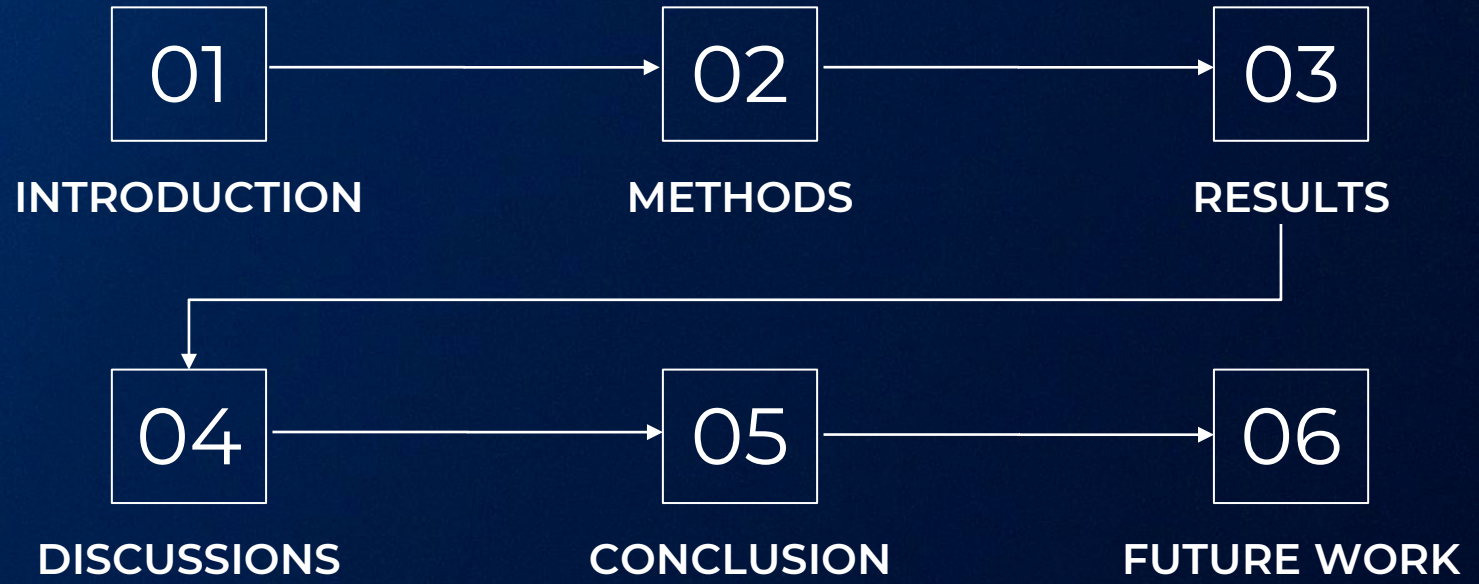 01
02
03
INTRODUCTION
METHODS
RESULTS
04
05
06
DISCUSSIONS
CONCLUSION
FUTURE WORK